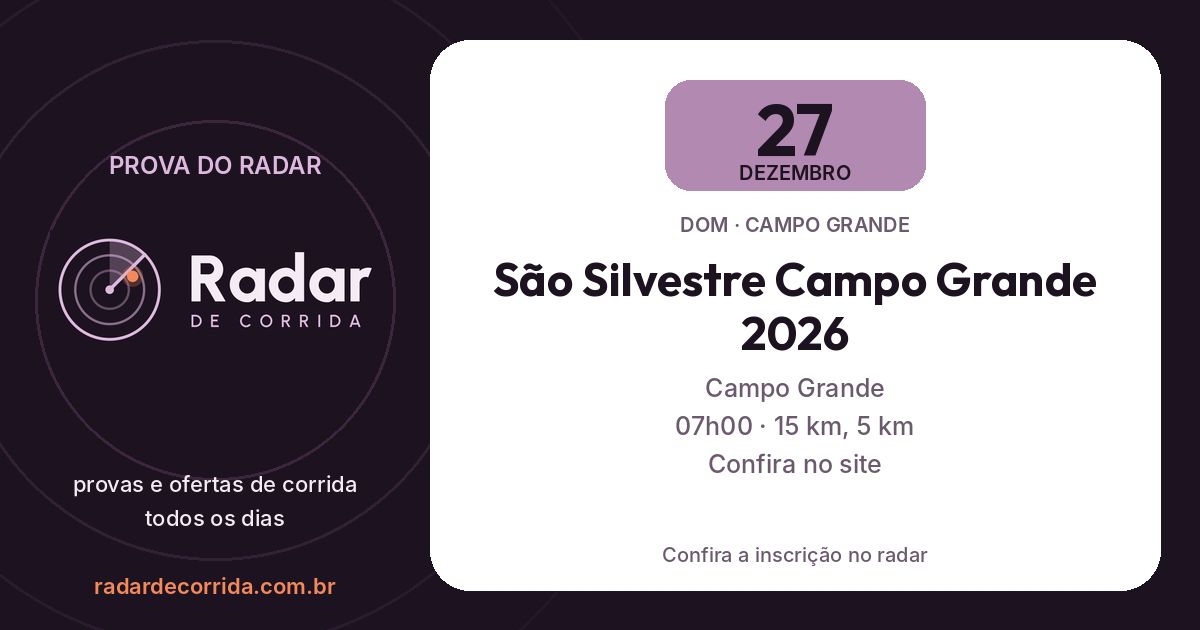 PROVA DO RADAR
Radar
DE CORRIDA
provas e ofertas de corrida
todos os dias
radardecorrida.com.br
27
DEZEMBRO
DOM · CAMPO GRANDE
São Silvestre Campo Grande
2026
Campo Grande
07h00 · 15 km, 5 km
Confira no site
Confira a inscrição no radar